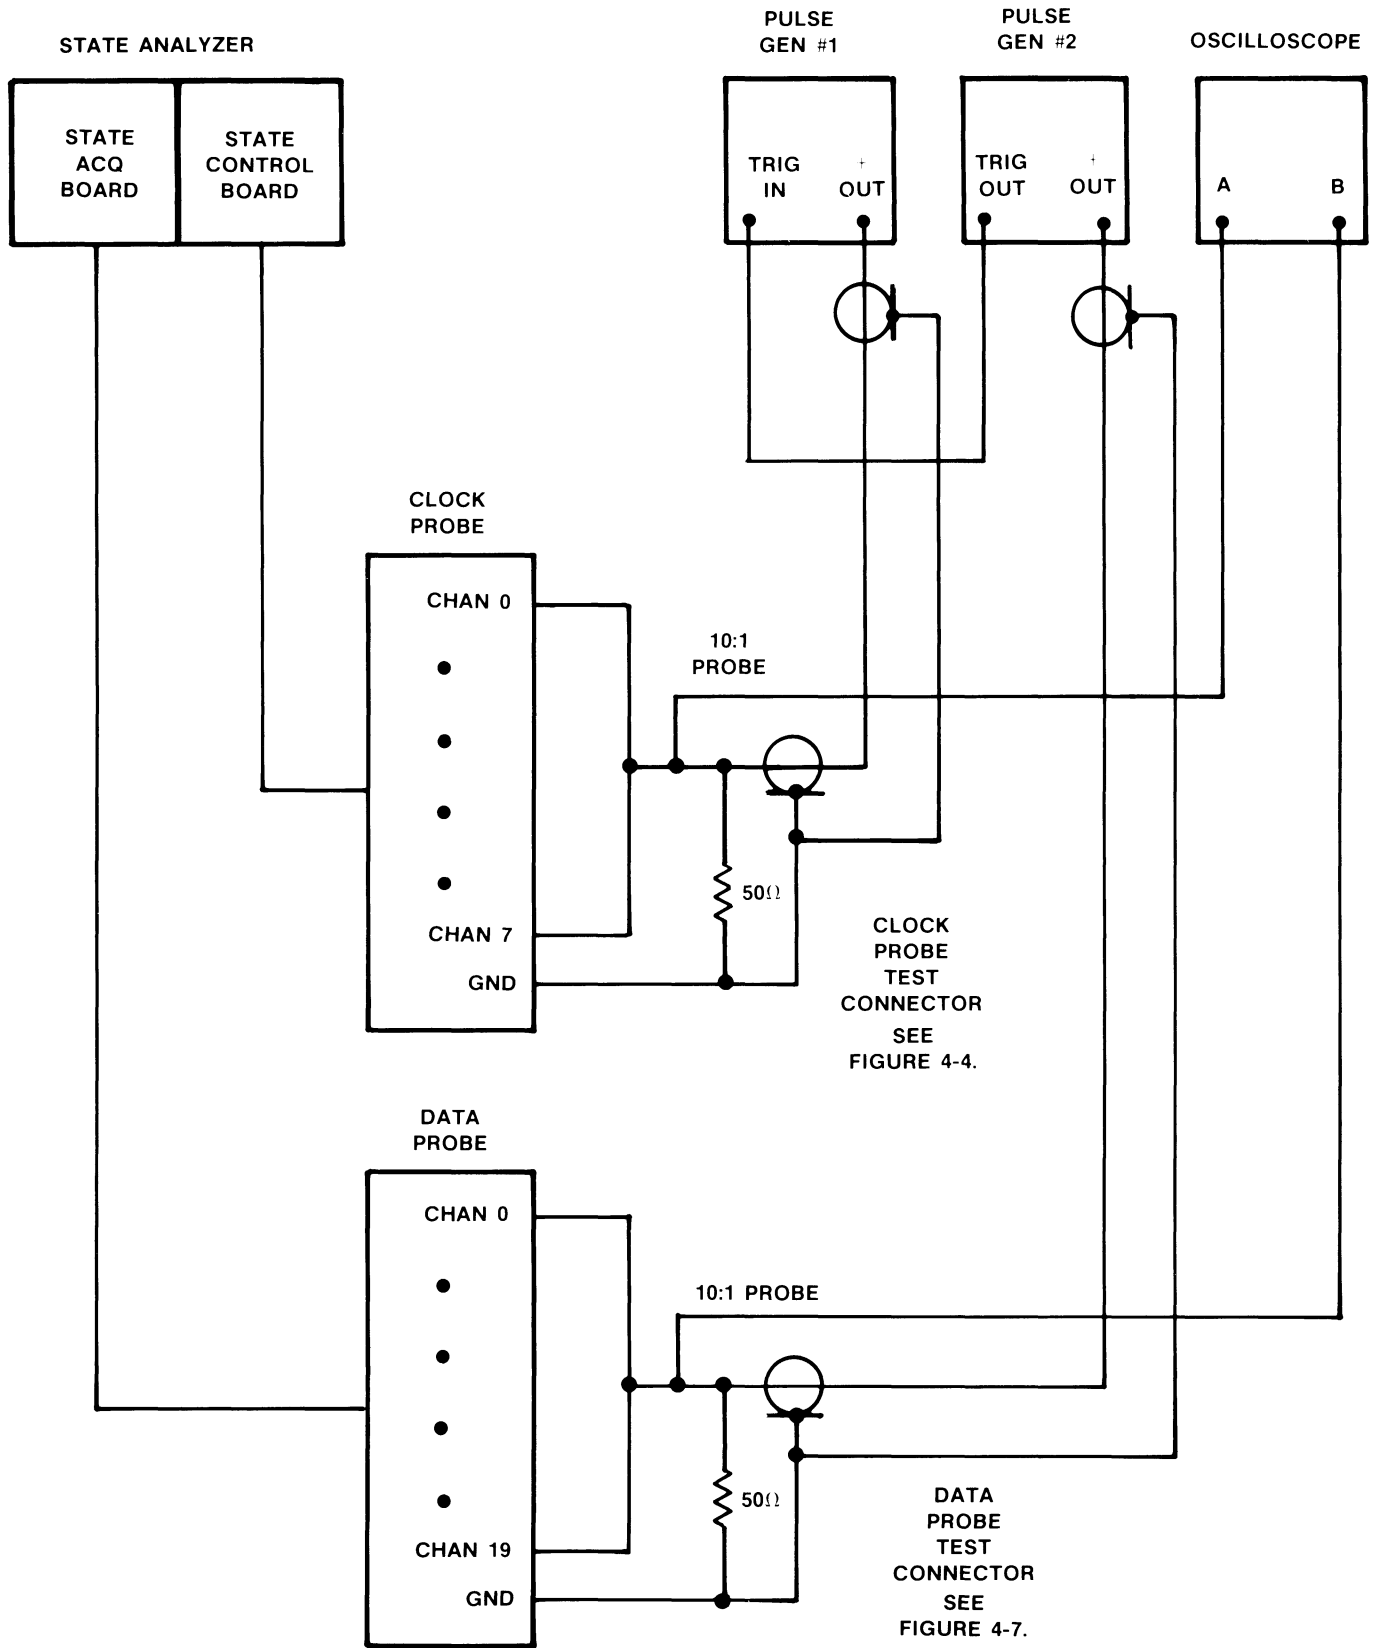 STATE ANALYZER
PULSE
GEN #1
PULSE
GEN #2
OSCILLOSCOPE
STATE
ACQ
BOARD
STATE
CONTROL
BOARD
TRIG
IN
+
OUT
TRIG
OUT
+
OUT
A
B
CLOCK
PROBE
CHAN 0
CHAN 7
GND
10:1
PROBE
50Ω
CLOCK
PROBE
TEST
CONNECTOR
SEE
FIGURE 4-4.
DATA
PROBE
CHAN 0
CHAN 19
GND
10:1 PROBE
50Ω
DATA
PROBE
TEST
CONNECTOR
SEE
FIGURE 4-7.